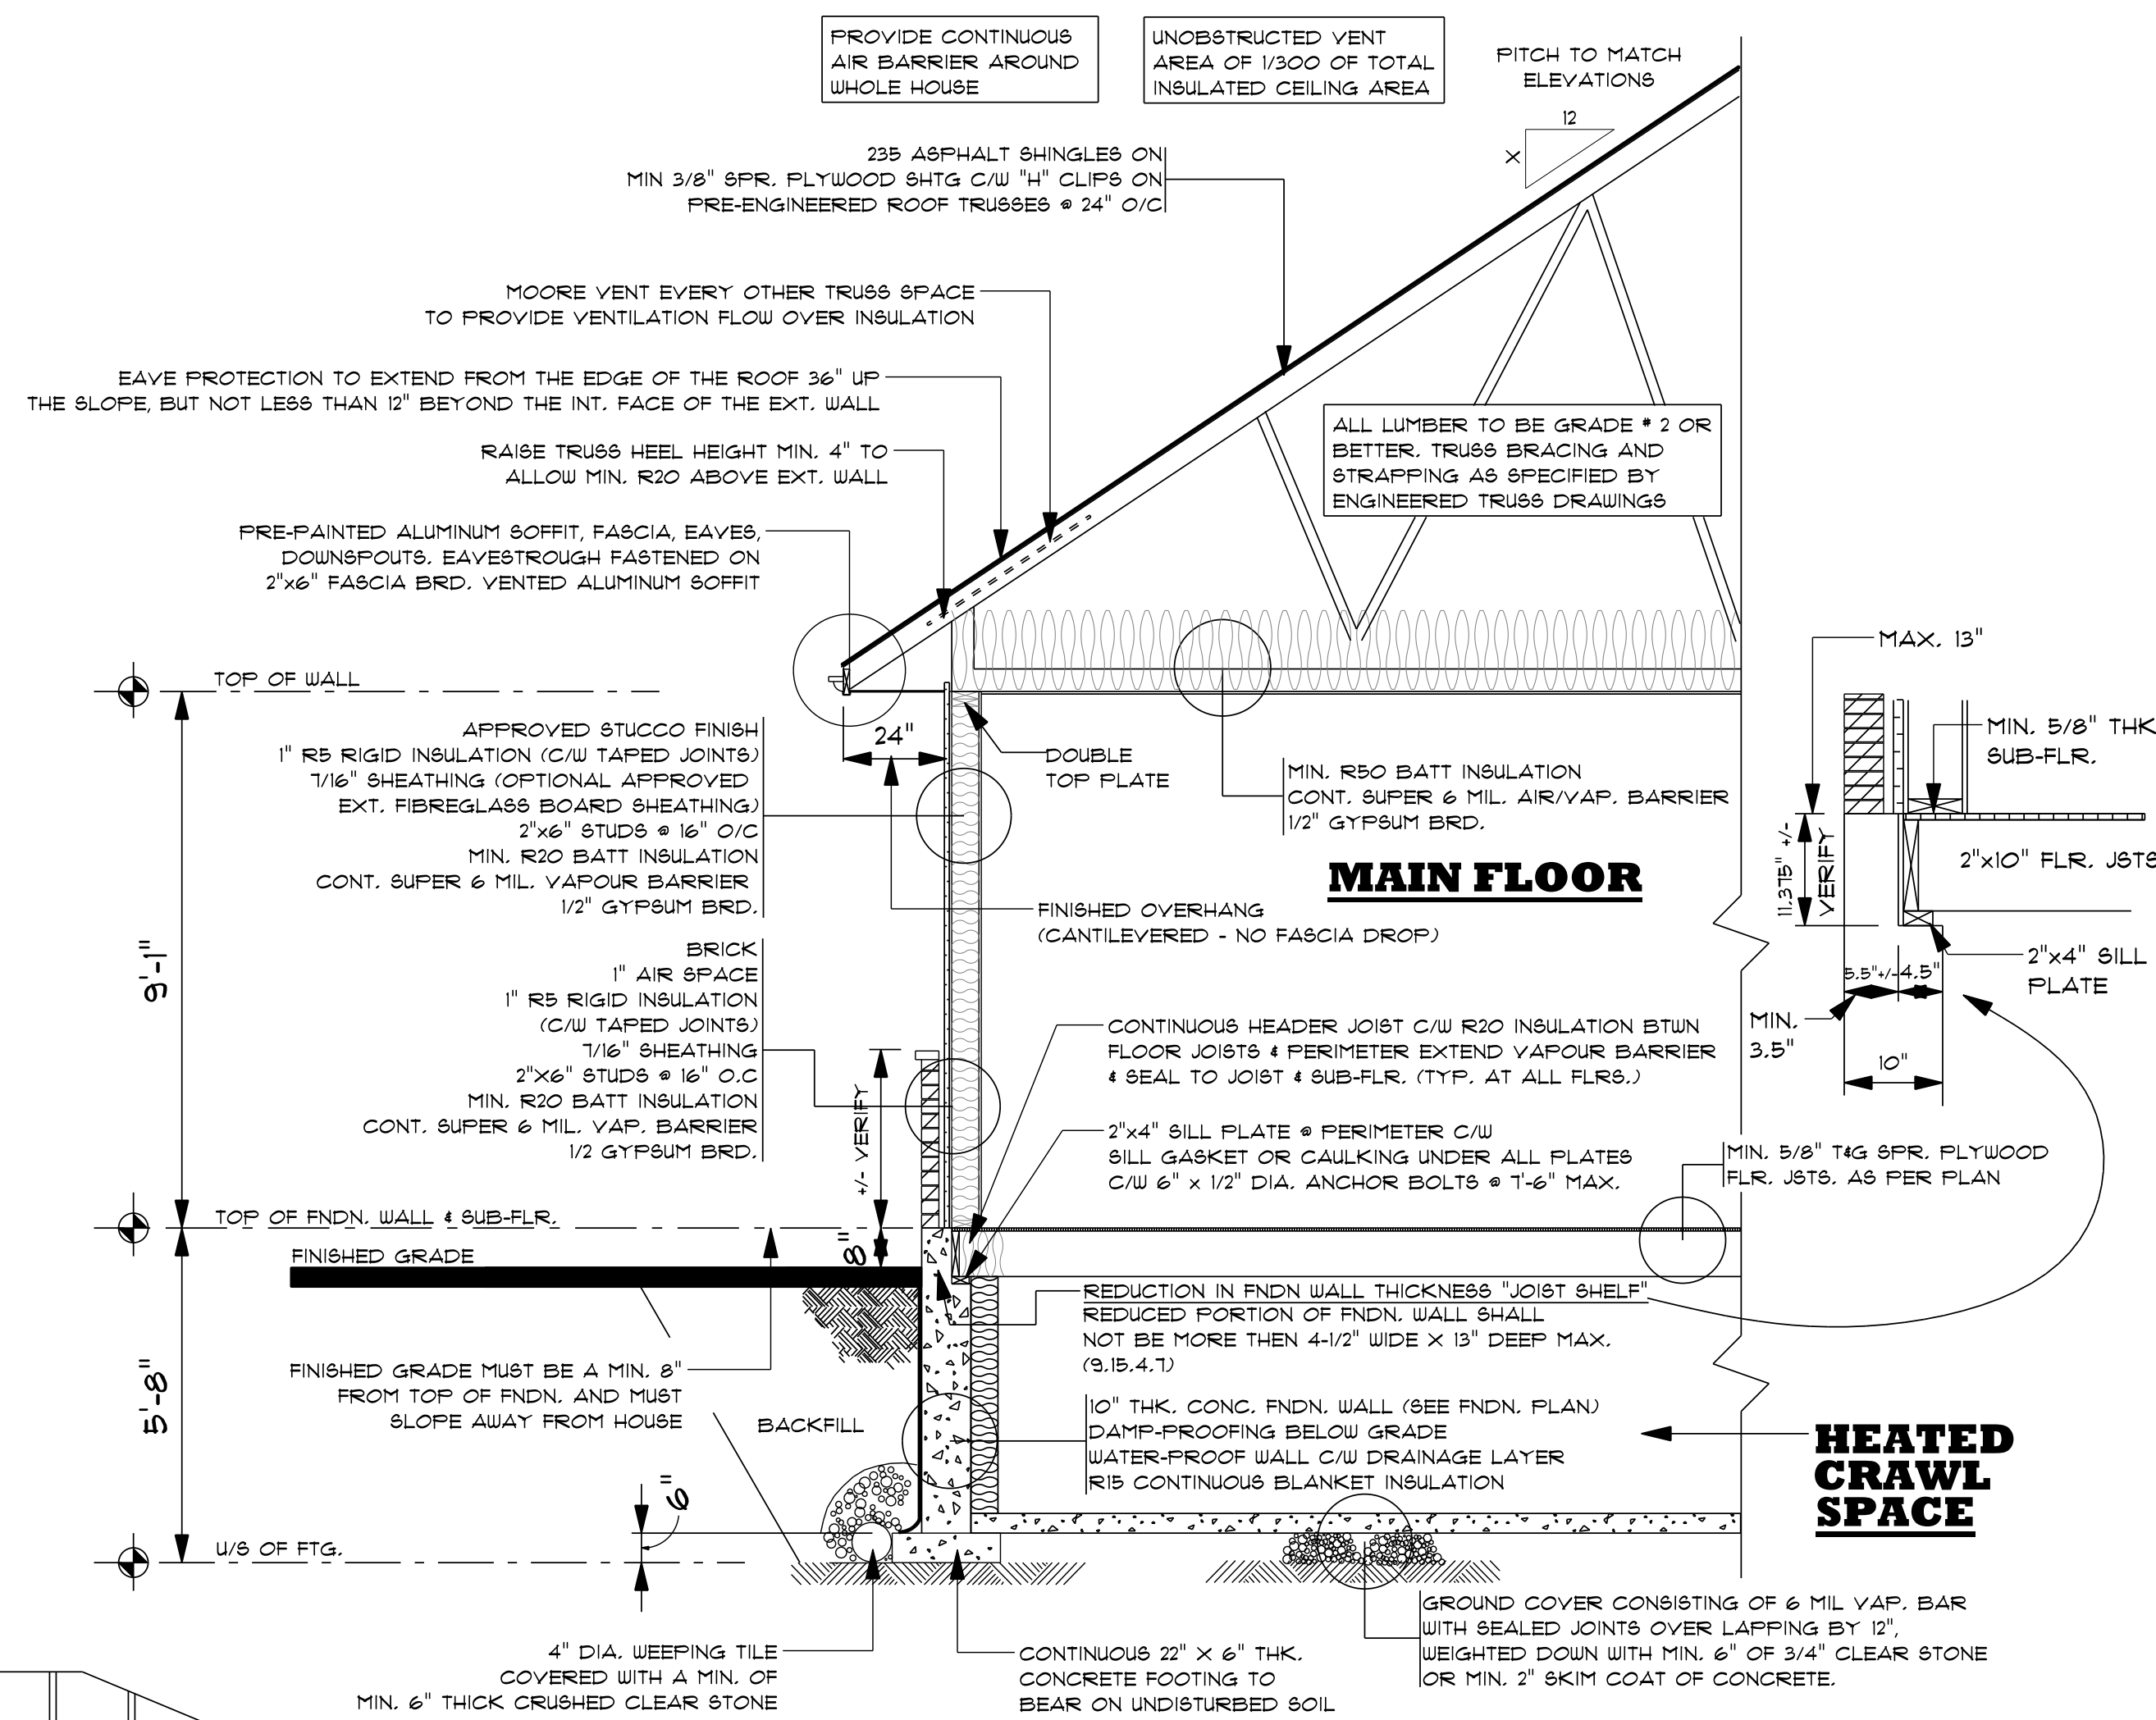 PROVIDE CONTINUOUS
AIR BARRIER AROUND
WHOLE HOUSE
UNOBSTRUCTED VENT
AREA OF 1/300 OF TOTAL
INSULATED CEILING AREA
PITCH TO MATCH
ELEVATIONS
12
X
235 ASPHALT SHINGLES ON
MIN 3/8" SPR. PLYWOOD SHTG C/W "H" CLIPS ON
PRE-ENGINEERED ROOF TRUSSES @ 24" O/C
MOORE VENT EVERY OTHER TRUSS SPACE
TO PROVIDE VENTILATION FLOW OVER INSULATION
EAVE PROTECTION TO EXTEND FROM THE EDGE OF THE ROOF 36" UP
THE SLOPE, BUT NOT LESS THAN 12" BEYOND THE INT. FACE OF THE EXT. WALL
RAISE TRUSS HEEL HEIGHT MIN. 4" TO
ALLOW MIN. R20 ABOVE EXT. WALL
ALL LUMBER TO BE GRADE # 2 OR
BETTER. TRUSS BRACING AND
STRAPPING AS SPECIFIED BY
ENGINEERED TRUSS DRAWINGS
PRE-PAINTED ALUMINUM SOFFIT, FASCIA, EAVES,
DOWNSPOUTS. EAVESTROUGH FASTENED ON
2"x6" FASCIA BRD. VENTED ALUMINUM SOFFIT
TOP OF WALL
24"
DOUBLE
TOP PLATE
APPROVED STUCCO FINISH
1" R5 RIGID INSULATION (C/W TAPED JOINTS)
7/16" SHEATHING (OPTIONAL APPROVED
EXT. FIBREGLASS BOARD SHEATHING)
2"x6" STUDS @ 16" O/C
MIN. R20 BATT INSULATION
CONT. SUPER 6 MIL. VAPOUR BARRIER
1/2" GYPSUM BRD.
MIN. R50 BATT INSULATION
CONT. SUPER 6 MIL. AIR/VAP. BARRIER
1/2" GYPSUM BRD.
MAIN FLOOR
FINISHED OVERHANG
(CANTILEVERED - NO FASCIA DROP)
MAX. 13"
MIN. 5/8" THK
SUB-FLR.
11.375" +/-
VERIFY
2"x10" FLR. JSTS
2"x4" SILL
PLATE
5.5"+/-
4.5"
MIN.
3.5"
10"
9'-1"
BRICK
1" AIR SPACE
1" R5 RIGID INSULATION
(C/W TAPED JOINTS)
7/16" SHEATHING
2"X6" STUDS @ 16" O.C
MIN. R20 BATT INSULATION
CONT. SUPER 6 MIL. VAP. BARRIER
1/2 GYPSUM BRD.
+/- VERIFY
CONTINUOUS HEADER JOIST C/W R20 INSULATION BTWN
FLOOR JOISTS & PERIMETER EXTEND VAPOUR BARRIER
& SEAL TO JOIST & SUB-FLR. (TYP. AT ALL FLRS.)
2"x4" SILL PLATE @ PERIMETER C/W
SILL GASKET OR CAULKING UNDER ALL PLATES
C/W 6" x 1/2" DIA. ANCHOR BOLTS @ 7'-6" MAX.
MIN. 5/8" T&G SPR. PLYWOOD
FLR. JSTS. AS PER PLAN
TOP OF FNDN. WALL & SUB-FLR.
FINISHED GRADE
8"
REDUCTION IN FNDN WALL THICKNESS "JOIST SHELF"
REDUCED PORTION OF FNDN. WALL SHALL
NOT BE MORE THEN 4-1/2" WIDE X 13" DEEP MAX.
(9.15.4.7)
5'-8"
FINISHED GRADE MUST BE A MIN. 8"
FROM TOP OF FNDN. AND MUST
SLOPE AWAY FROM HOUSE
BACKFILL
10" THK. CONC. FNDN. WALL (SEE FNDN. PLAN)
DAMP-PROOFING BELOW GRADE
WATER-PROOF WALL C/W DRAINAGE LAYER
R15 CONTINUOUS BLANKET INSULATION
HEATED
CRAWL
SPACE
6"
U/S OF FTG.
4" DIA. WEEPING TILE
COVERED WITH A MIN. OF
MIN. 6" THICK CRUSHED CLEAR STONE
CONTINUOUS 22" X 6" THK.
CONCRETE FOOTING TO
BEAR ON UNDISTURBED SOIL
GROUND COVER CONSISTING OF 6 MIL VAP. BAR
WITH SEALED JOINTS OVER LAPPING BY 12",
WEIGHTED DOWN WITH MIN. 6" OF 3/4" CLEAR STONE
OR MIN. 2" SKIM COAT OF CONCRETE.